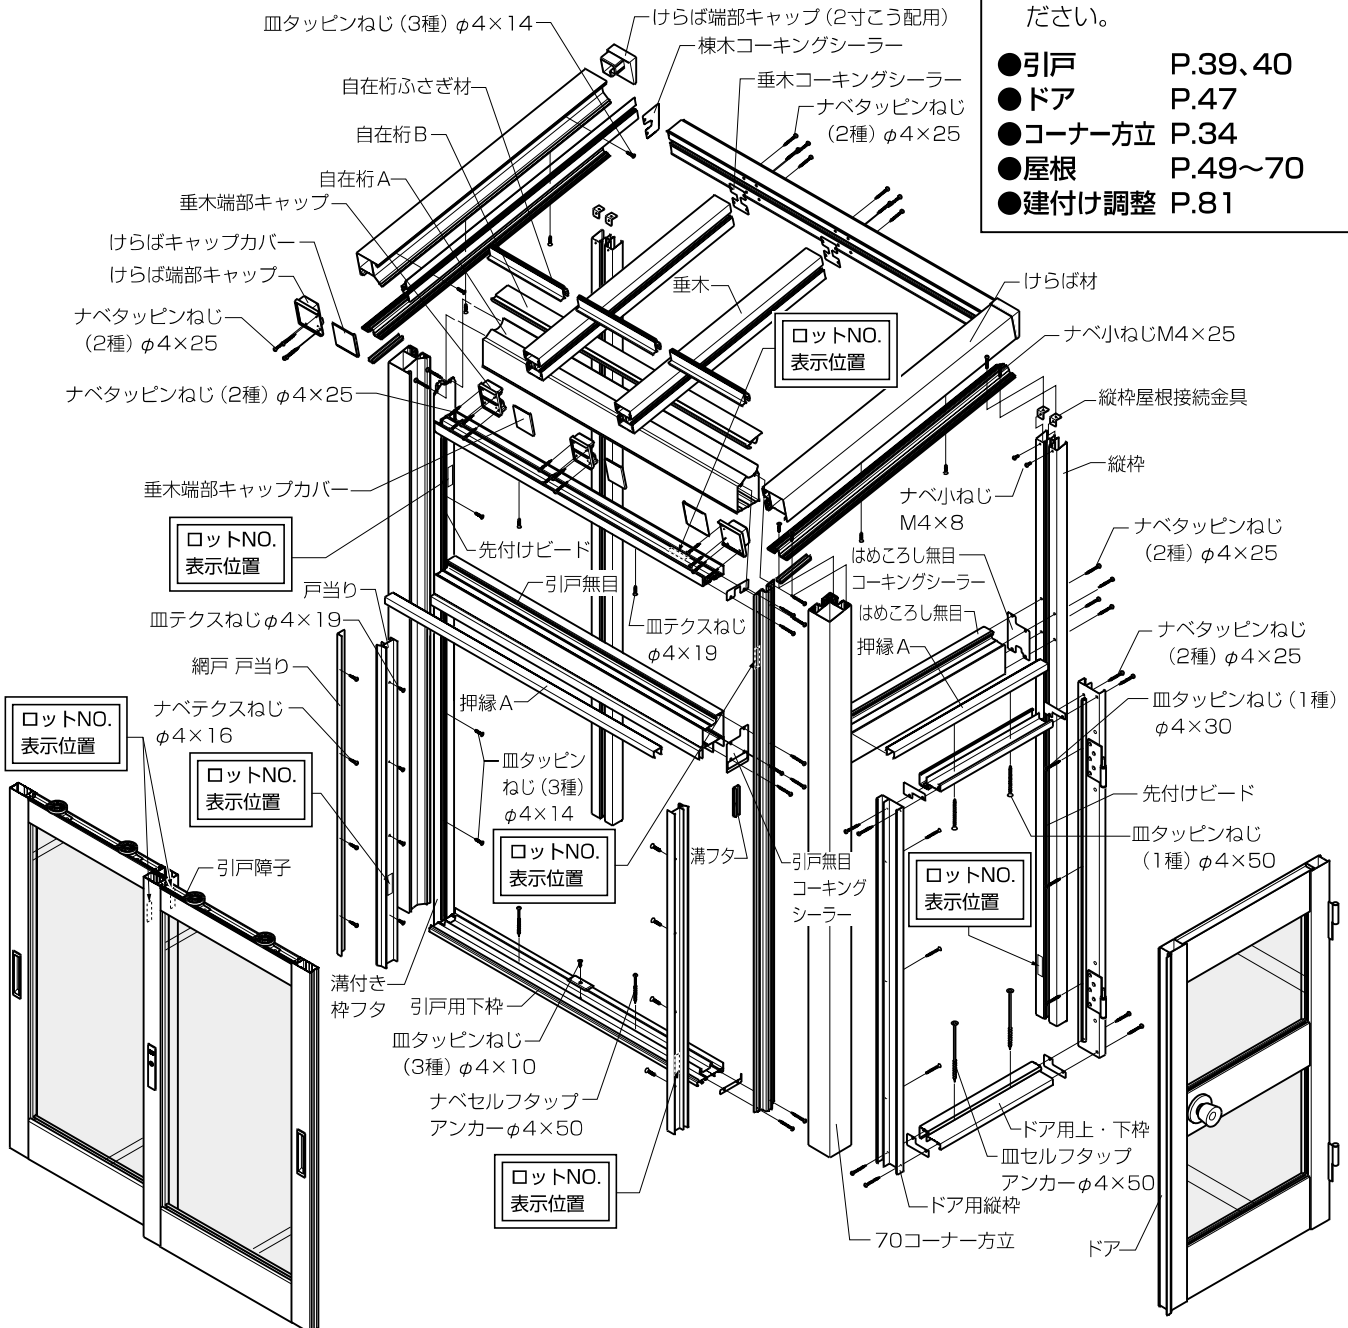 ださい。
●引戸 P.39、40
●ドア P.47
●コーナー方立 P.34
●屋根 P.49〜70
●建付け調整 P.81
皿タッピンねじ(3種)φ4×14
けらば端部キャップ(2寸こう配用)
棟木コーキングシーラー
自在桁ふさぎ材
垂木コーキングシーラー
ナベタッピンねじ
(2種)φ4×25
自在桁B
自在桁A
垂木端部キャップ
けらばキャップカバー
けらば端部キャップ
ナベタッピンねじ
(2種)φ4×25
垂木
けらば材
ロットNO.
表示位置
ナベ小ねじM4×25
ナベタッピンねじ(2種)φ4×25
縦枠屋根接続金具
縦枠
垂木端部キャップカバー
ナベ小ねじ
M4×8
ロットNO.
表示位置
先付けビード
ナベタッピンねじ
(2種)φ4×25
はめころし無目
コーキングシーラー
戸当り
引戸無目
はめころし無目
皿テクスねじφ4×19
皿テクスねじ
φ4×19
押縁A
ナベタッピンねじ
(2種)φ4×25
網戸 戸当り
押縁A
皿タッピンねじ(1種)
φ4×30
ロットNO.
表示位置
ナベテクスねじ
φ4×16
ロットNO.
表示位置
皿タッピン
ねじ(3種)
φ4×14
先付けビード
皿タッピンねじ
(1種)φ4×50
ロットNO.
表示位置
溝フタ
引戸無目
コーキング
シーラー
ロットNO.
表示位置
引戸障子
溝付き
枠フタ
引戸用下枠
皿タッピンねじ
(3種)φ4×10
ナベセルフタップ
アンカーφ4×50
ドア用上・下枠
皿セルフタップ
アンカーφ4×50
ロットNO.
表示位置
ドア用縦枠
70コーナー方立
ドア